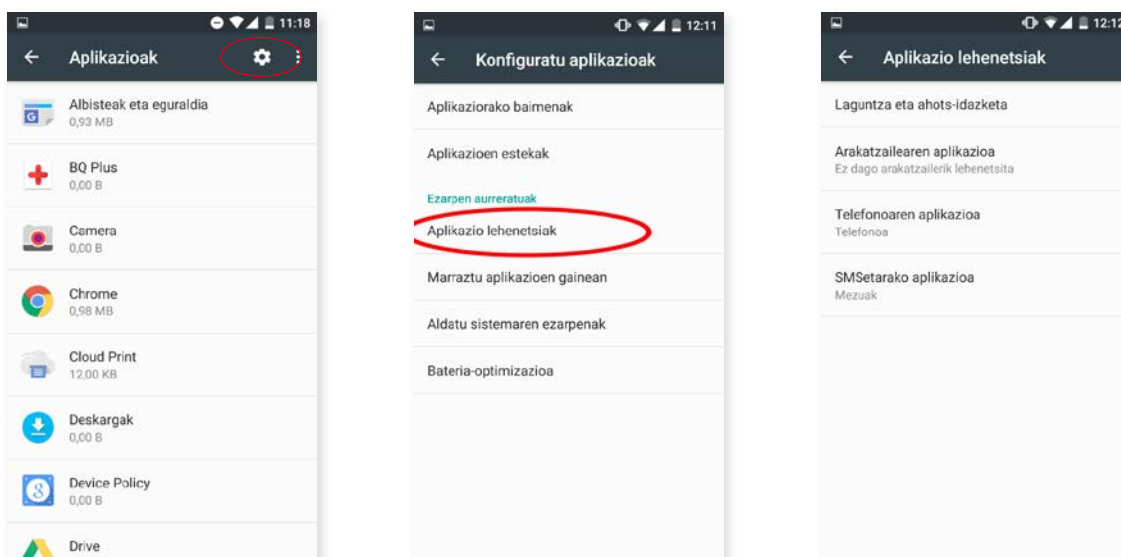 11:18
Aplikazioak
Albisteak eta eguraldia
0,93 MB
BQ Plus
0,00 B
Camera
0,00 B
Chrome
0,98 MB
Cloud Print
12,00 KB
Deskargak
0,00 B
Device Policy
0,00 B
Drive
12:11
Konfiguratu aplikazioak
Aplikaziorako baimenak
Aplikazioen estekak
Ezarpen aurreratuak
Aplikazio lehenetsiak
Marraztu aplikazioen gainean
Aldatu sistemaren ezarpenak
Bateria-optimizazioa
12:12
Aplikazio lehenetsiak
Laguntza eta ahots-idazketa
Arakatzailearen aplikazioa
Ez dago arakatzailerik lehenetsita
Telefonoaren aplikazioa
Telefonoa
SMSetarako aplikazioa
Mezuak